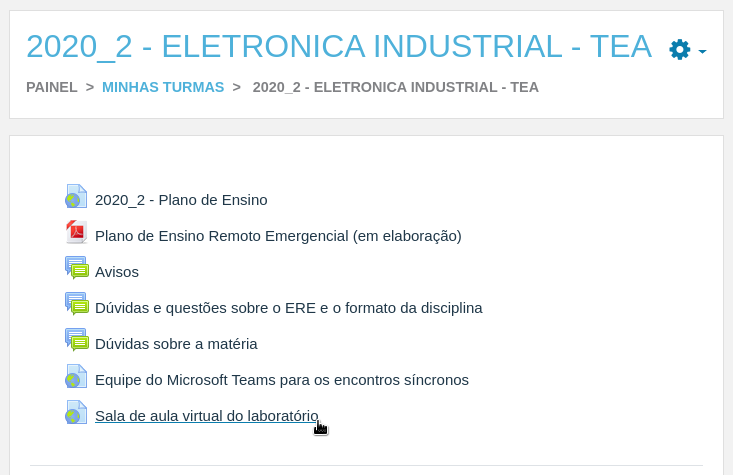 2020_2 - ELETRONICA INDUSTRIAL - TEA
PAINEL > MINHAS TURMAS > 2020_2 - ELETRONICA INDUSTRIAL - TEA
2020_2 - Plano de Ensino
Plano de Ensino Remoto Emergencial (em elaboração)
Avisos
Dúvidas e questões sobre o ERE e o formato da disciplina
Dúvidas sobre a matéria
Equipe do Microsoft Teams para os encontros síncronos
Sala de aula virtual do laboratório